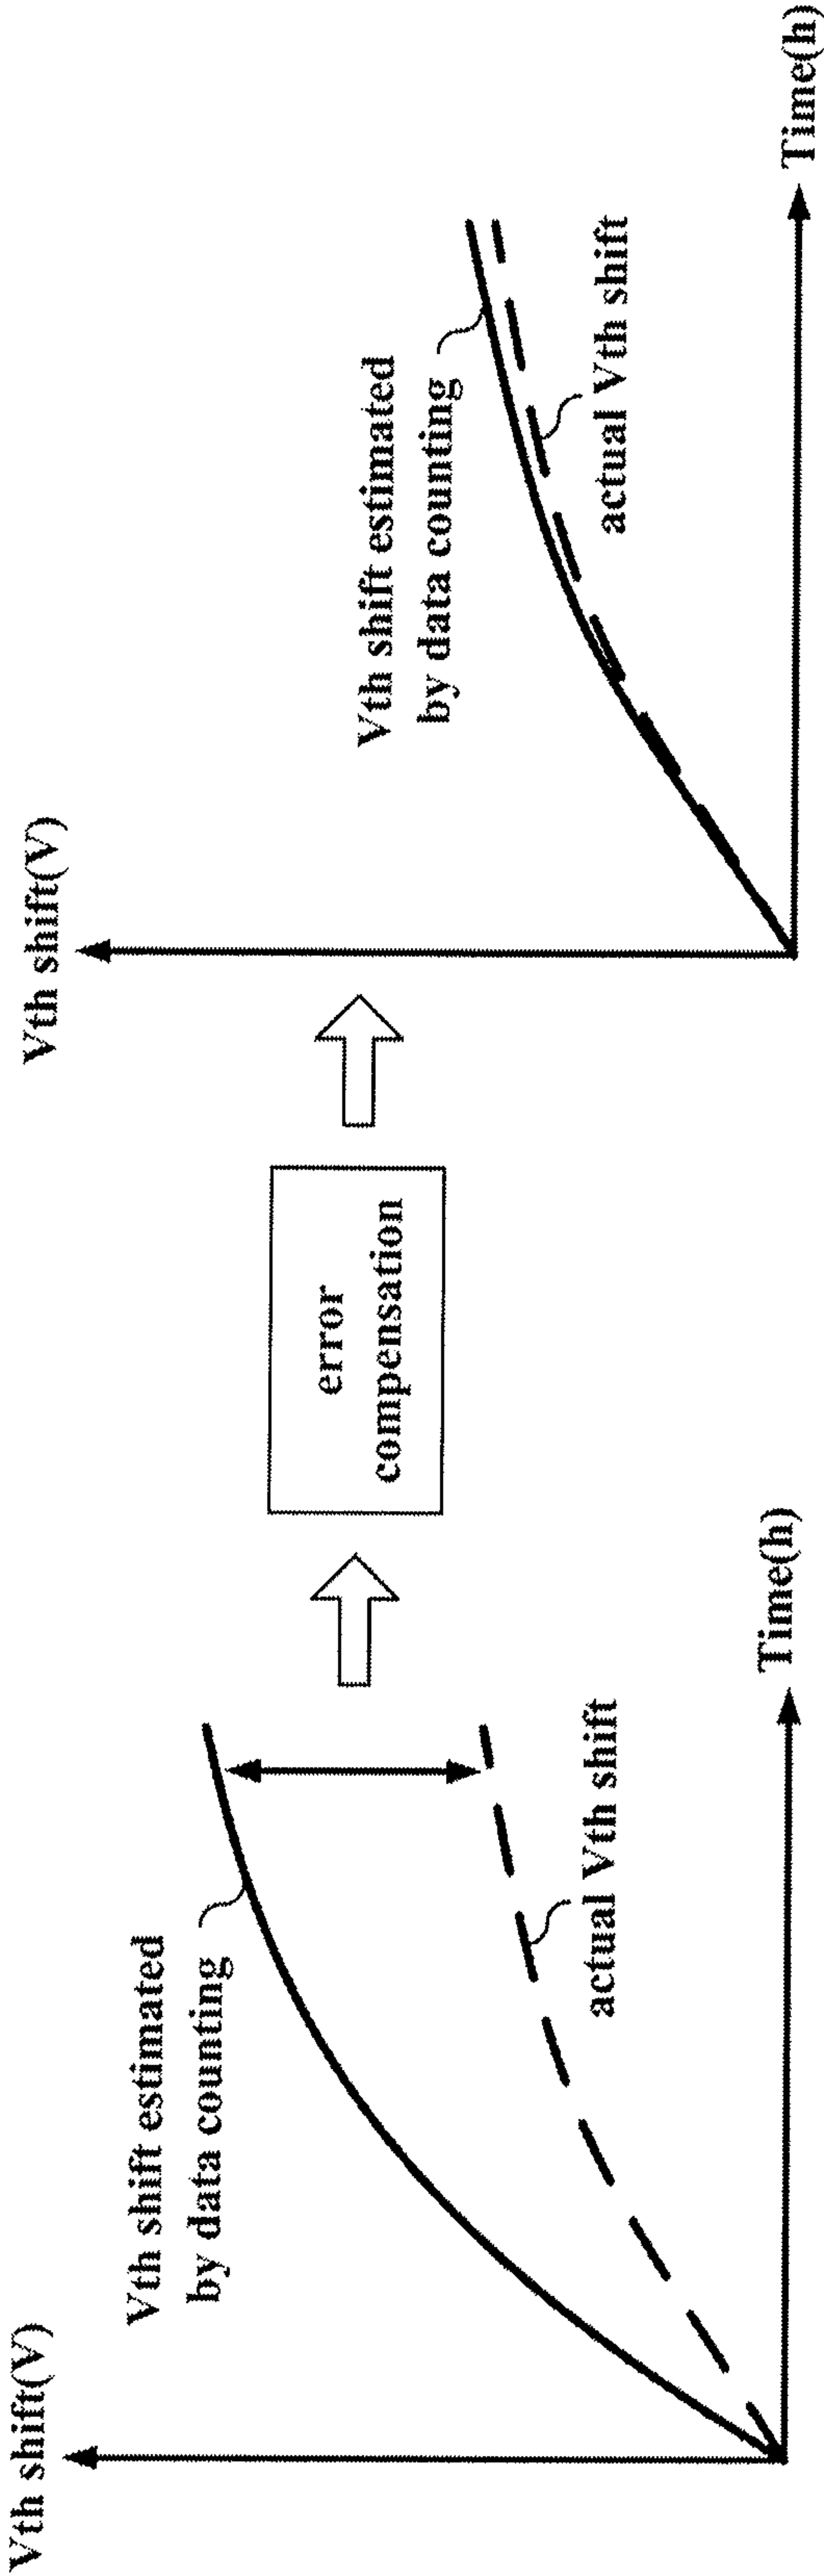 Vth shift(V)
Vth shift estimated
by data counting
actual Vth shift
Time(h)
error
compensation
Vth shift(V)
Vth shift estimated
by data counting
actual Vth shift
Time(h)